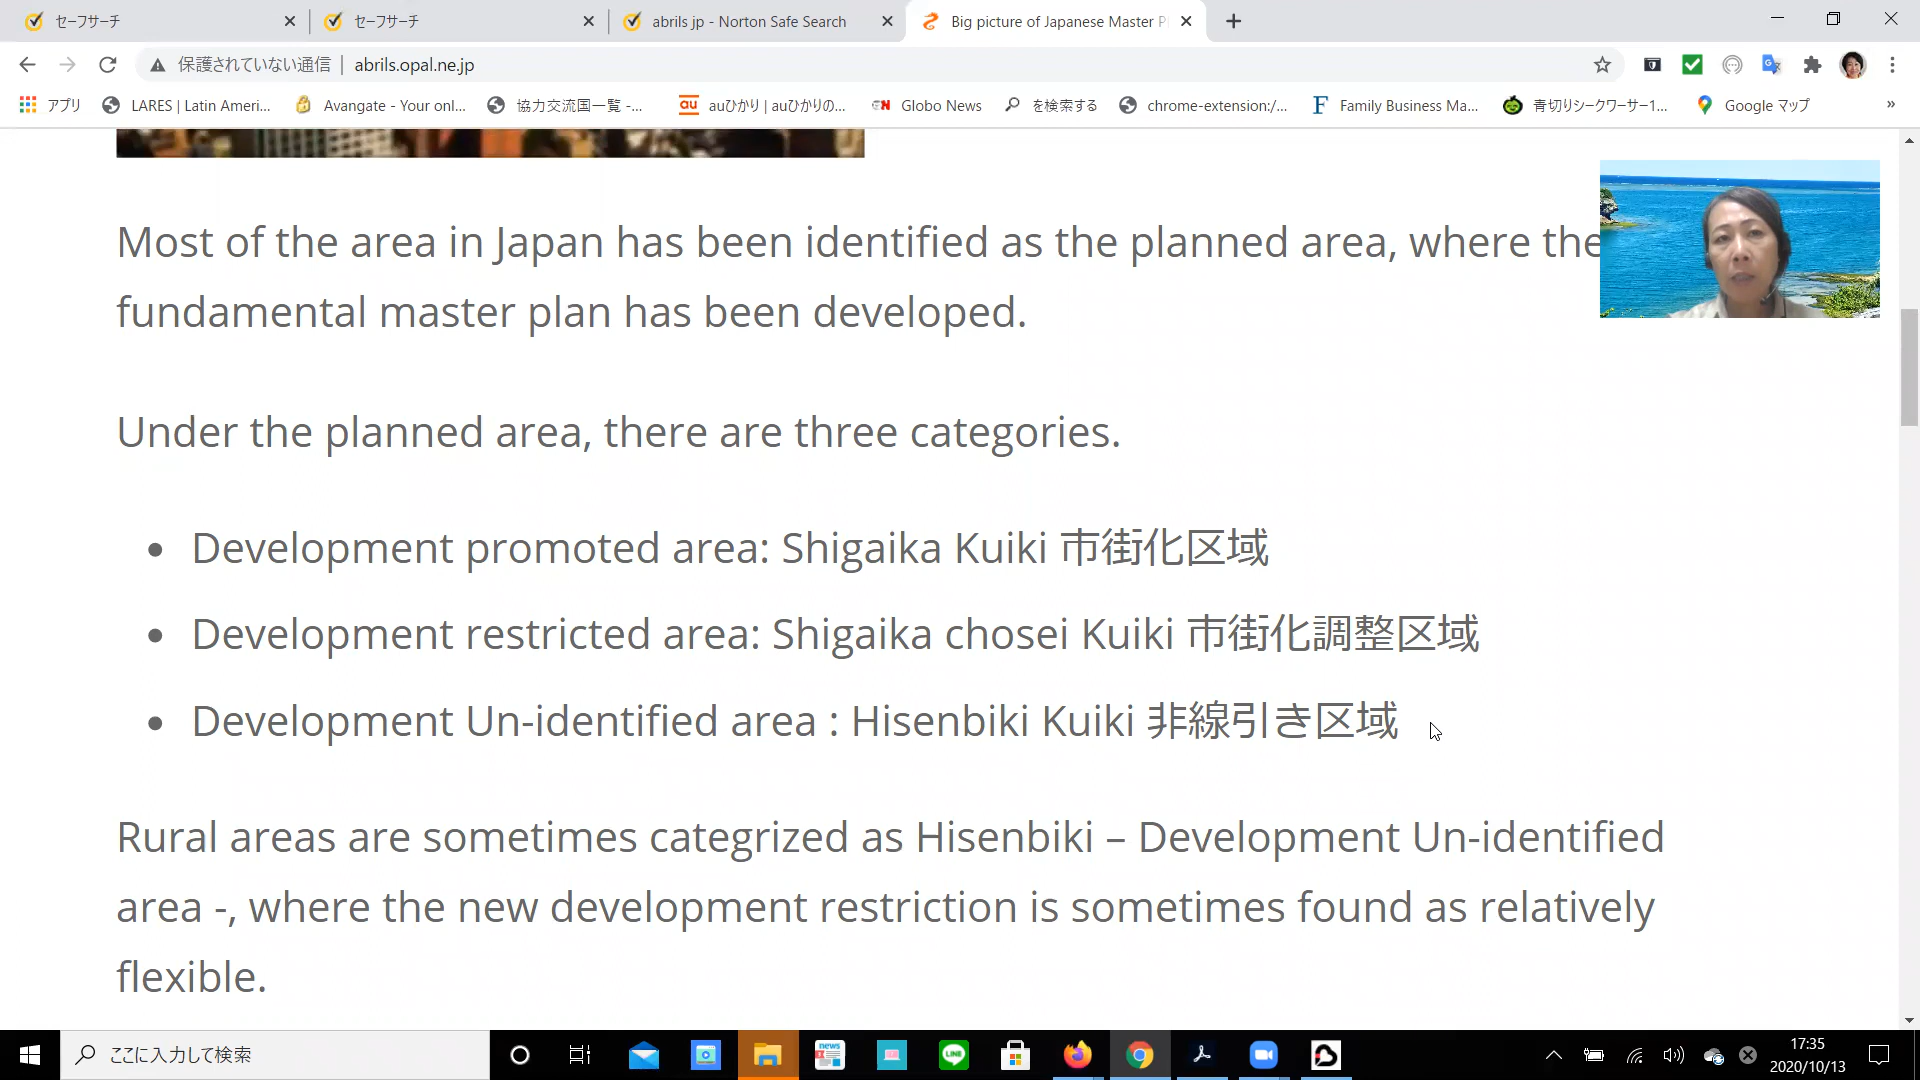 セーフサーチ
セーフサーチ
abrils jp - Norton Safe Search
Big picture of Japanese Master P
保護されていない通信 | abrils.opal.ne.jp
アプリ
LARES | Latin Ameri...
Avangate - Your onl...
協力交流国一覧 -...
au auひかり | auひかりの...
Globo News
を検索する
chrome-extension:/...
Family Business Ma...
青切りシークワーサー1...
Google マップ
»
Most of the area in Japan has been identified as the planned area, where the
fundamental master plan has been developed.
Under the planned area, there are three categories.
• Development promoted area: Shigaika Kuiki 市街化区域
• Development restricted area: Shigaika chosei Kuiki 市街化調整区域
• Development Un-identified area : Hisenbiki Kuiki 非線引き区域
Rural areas are sometimes categrized as Hisenbiki – Development Un-identified
area -, where the new development restriction is sometimes found as relatively
flexible.
ここに入力して検索
news
LINE
17:35
2020/10/13